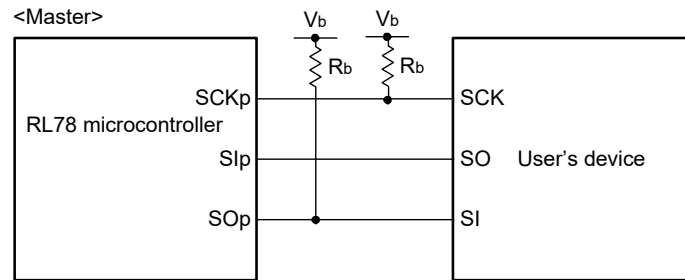 <Master>
Vb Vb
Rb Rb
SCKp SCK
RL78 microcontroller
SIp SO User's device
SOp SI